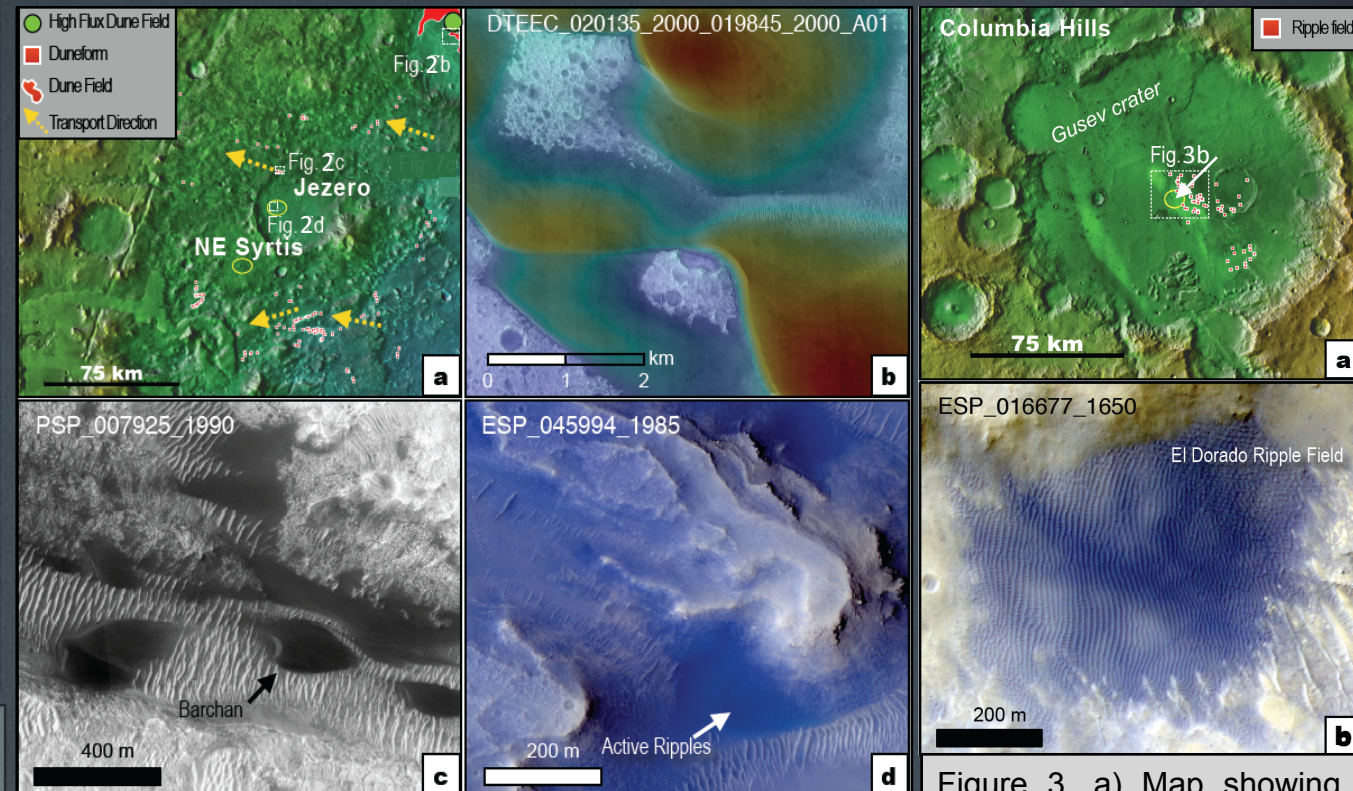 High Flux Dune Field
Duneform
Dune Field
Transport Direction
Fig.2b
Fig.2c
Jezero
Fig.2d
NE Syrtis
75 km
a
DTEEC_020135_2000_019845_2000_A01
km
0 1 2
b
PSP_007925_1990
Barchan
400 m
c
ESP_045994_1985
Active Ripples
200 m
d
Columbia Hills
Ripple field
Gusev crater
Fig.3b
75 km
a
ESP_016677_1650
El Dorado Ripple Field
200 m
b
Figure 3. a) Map showing